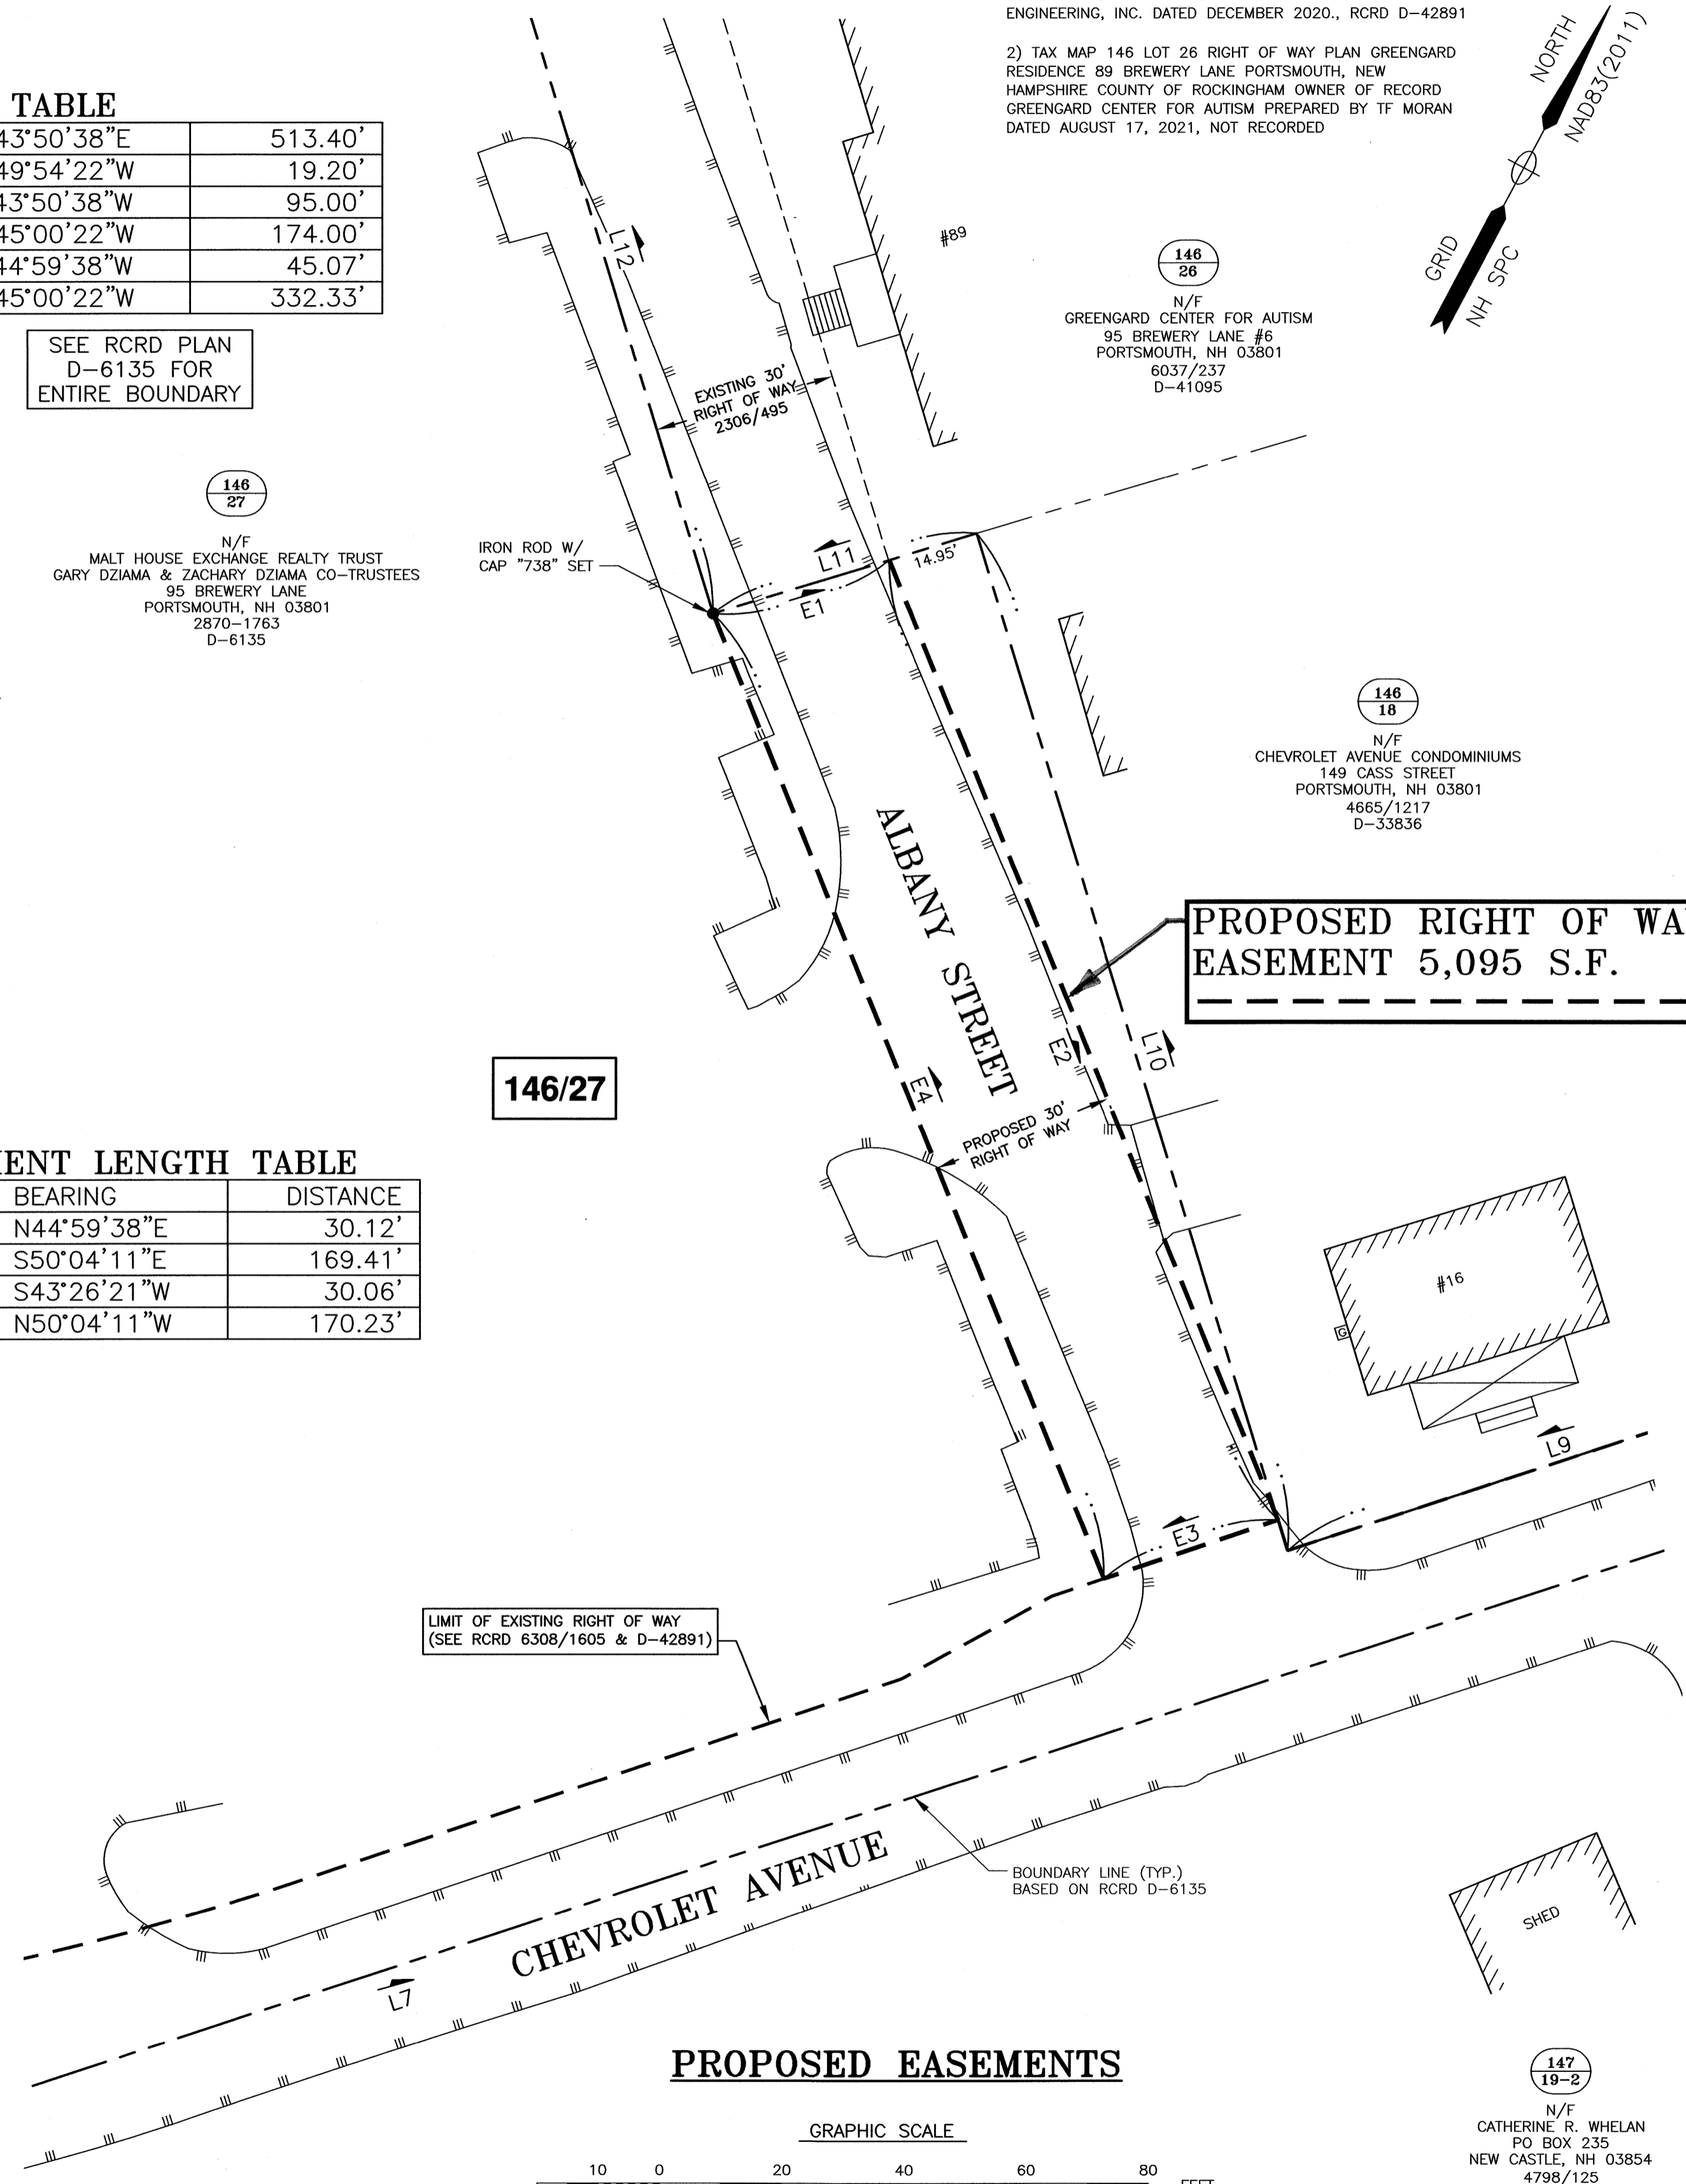 ENGINEERING, INC. DATED DECEMBER 2020., RCRD D-42891
2) TAX MAP 146 LOT 26 RIGHT OF WAY PLAN GREENGARD
RESIDENCE 89 BREWERY LANE PORTSMOUTH, NEW
HAMPSHIRE COUNTY OF ROCKINGHAM OWNER OF RECORD
GREENGARD CENTER FOR AUTISM PREPARED BY TF MORAN
DATED AUGUST 17, 2021, NOT RECORDED
NORTH
NAD83(2011)
GRID
NH SPC
TABLE
43°50'38"E 513.40'
49°54'22"W 19.20'
43°50'38"W 95.00'
45°00'22"W 174.00'
44°59'38"W 45.07'
45°00'22"W 332.33'
SEE RCRD PLAN
D-6135 FOR
ENTIRE BOUNDARY
L12
#89
146
26
N/F
GREENGARD CENTER FOR AUTISM
95 BREWERY LANE #6
PORTSMOUTH, NH 03801
6037/237
D-41095
EXISTING 30'
RIGHT OF WAY
2306/495
146
27
N/F
MALT HOUSE EXCHANGE REALTY TRUST
GARY DZIAMA & ZACHARY DZIAMA CO-TRUSTEES
95 BREWERY LANE
PORTSMOUTH, NH 03801
2870-1763
D-6135
IRON ROD W/
CAP "738" SET
L11
14.95'
E1
146
18
N/F
CHEVROLET AVENUE CONDOMINIUMS
149 CASS STREET
PORTSMOUTH, NH 03801
4665/1217
D-33836
ALBANY STREET
PROPOSED RIGHT OF WA
EASEMENT 5,095 S.F.
E2
L10
E4
146/27
PROPOSED 30'
RIGHT OF WAY
MENT LENGTH TABLE
BEARING DISTANCE
N44°59'38"E 30.12'
S50°04'11"E 169.41'
S43°26'21"W 30.06'
N50°04'11"W 170.23'
#16
G
L9
E3
LIMIT OF EXISTING RIGHT OF WAY
(SEE RCRD 6308/1605 & D-42891)
BOUNDARY LINE (TYP.)
BASED ON RCRD D-6135
CHEVROLET AVENUE
SHED
L7
PROPOSED EASEMENTS
GRAPHIC SCALE
10 0 20 40 60 80
FEET
147
19-2
N/F
CATHERINE R. WHELAN
PO BOX 235
NEW CASTLE, NH 03854
4798/125